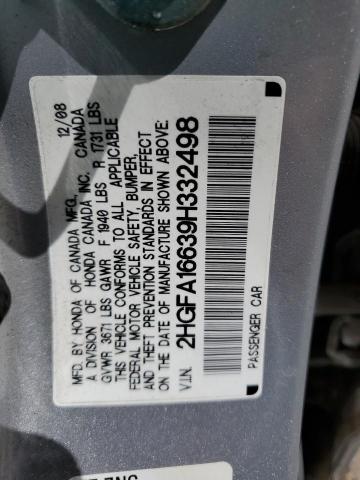 MFD. BY HONDA OF CANADA MFG. 12/08
A DIVISION OF HONDA CANADA INC. CANADA
GVWR 3671 LBS GAWR F 1940 LBS R 1731 LBS
THIS VEHICLE CONFORMS TO ALL APPLICABLE
FEDERAL MOTOR VEHICLE SAFETY, BUMPER,
AND THEFT PREVENTION STANDARDS IN EFFECT
ON THE DATE OF MANUFACTURE SHOWN ABOVE.
V.I.N. 2HGFA16639H332498
PASSENGER CAR